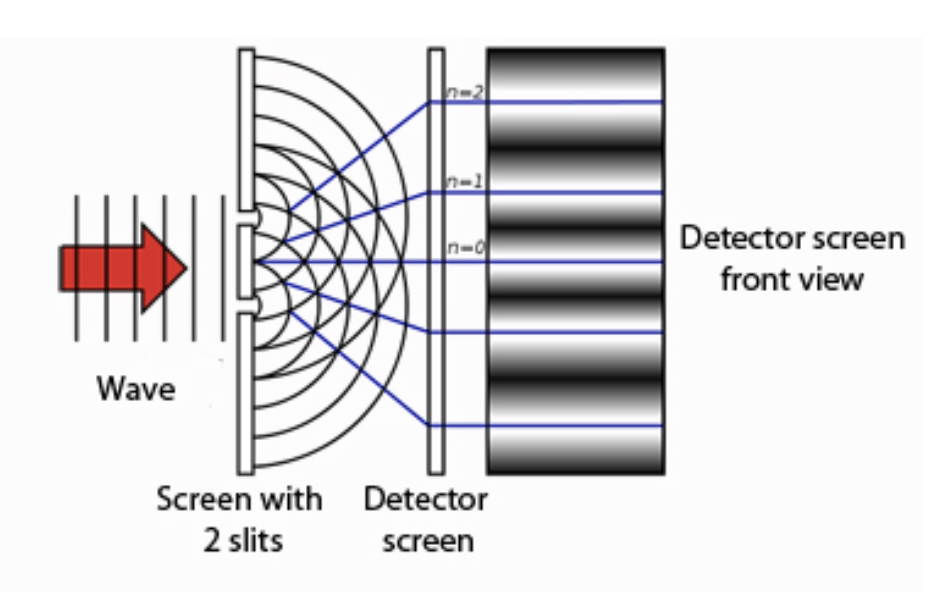 n=2
n=1
n=0
Detector screen
front view
Wave
Screen with
2 slits
Detector
screen